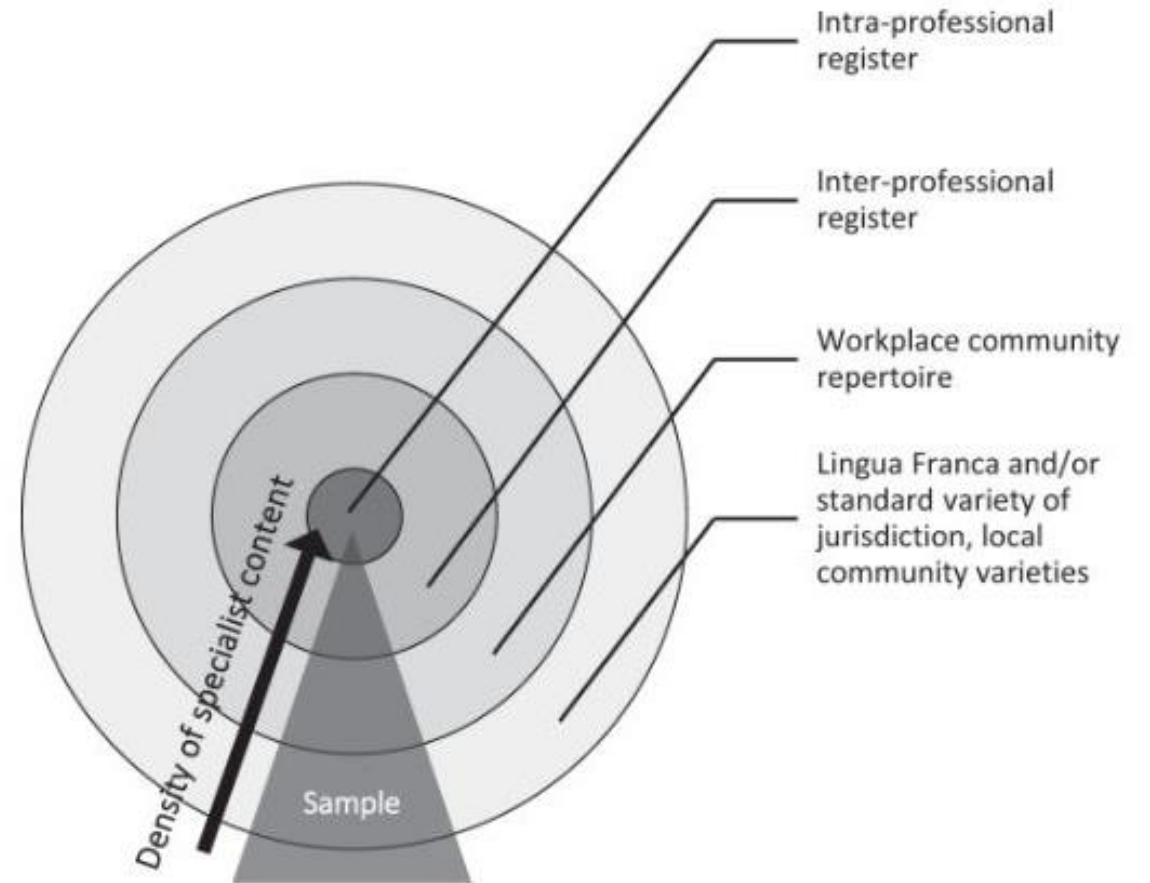 Intra-professional
register
Inter-professional
register
Workplace community
repertoire
Lingua Franca and/or
standard variety of
jurisdiction, local
community varieties
Density of specialist content
Sample